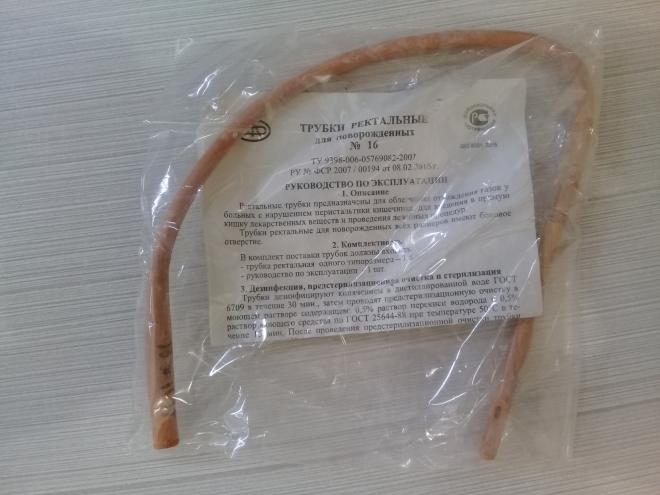 ТРУБКИ РЕКТАЛЬНЫЕ
для новорожденных
№ 16
ТУ 9398-006-05769082-2007
РУ № ФСР 2007 / 00194 от 08.02.2015 г.
РУКОВОДСТВО ПО ЭКСПЛУАТАЦИИ
1. Описание
Ректальные трубки предназначены для облегчения отхождения газов у
больных с нарушением перистальтики кишечника, для введения в прямую
кишку лекарственных веществ и проведения лечебных процедур.
Трубки ректальные для новорожденных всех размеров имеют боковое
отверстие.
2. Комплектность
В комплект поставки трубок должны входить:
- трубка ректальная одного типоразмера – 1
- руководство по эксплуатации – 1 шт.
3. Дезинфекция, предстерилизационная очистка и стерилизация
Трубки дезинфицируют кипячением в дистиллированной воде ГОСТ
6709 в течение 30 мин., затем проводят предстерилизационную очистку в
моющем растворе содержащем 0,5% раствор перекиси водорода и 0,5%
раствор моющего средства по ГОСТ 25644-88 при температуре 50°С в те-
чение 15 мин. После проведения предстерилизационной очистки трубки